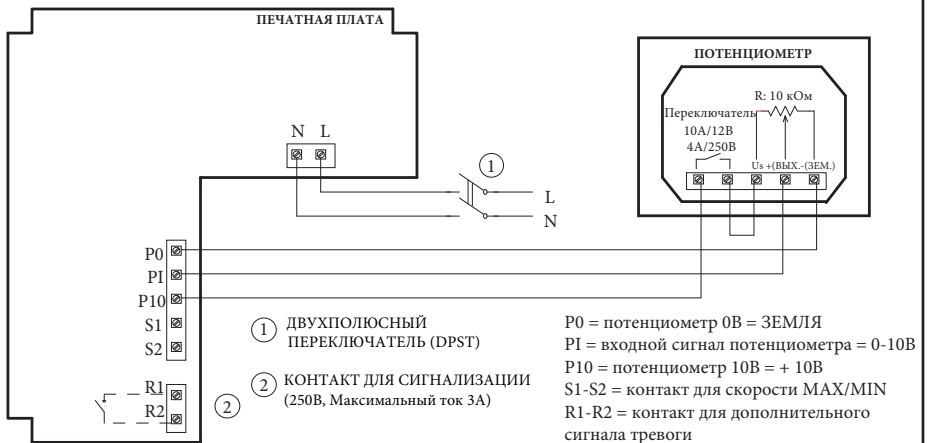 ПЕЧАТНАЯ ПЛАТА
ПОТЕНЦИОМЕТР
R: 10 кОм
Переключатель
10А/12В
4А/250В
Us +(ВЫХ.-(ЗЕМ.)
N L
1
L
N
P0
PI
P10
S1
S2
R1
R2
2
1 ДВУХПОЛЮСНЫЙ
ПЕРЕКЛЮЧАТЕЛЬ (DPST)
2 КОНТАКТ ДЛЯ СИГНАЛИЗАЦИИ
(250В, Максимальный ток 3А)
P0 = потенциометр 0В = ЗЕМЛЯ
PI = входной сигнал потенциометра = 0-10В
P10 = потенциометр 10В = + 10В
S1-S2 = контакт для скорости MAX/MIN
R1-R2 = контакт для дополнительного
сигнала тревоги